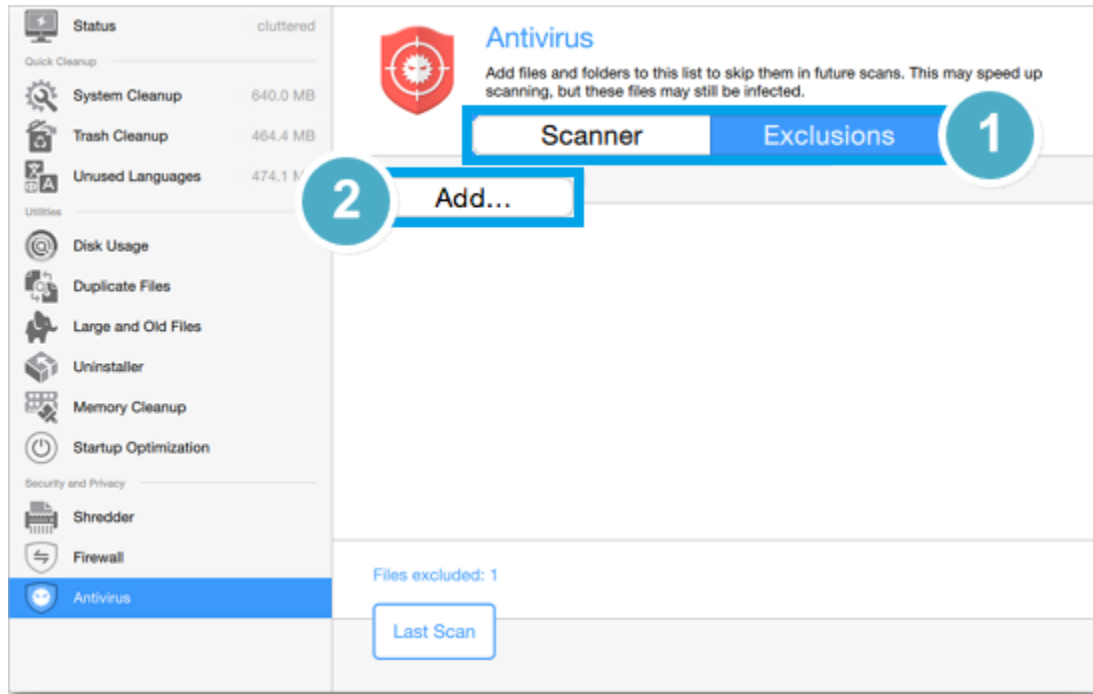 Status cluttered
Quick Cleanup
System Cleanup 640.0 MB
Trash Cleanup 464.4 MB
Unused Languages 474.1
Utilities
Disk Usage
Duplicate Files
Large and Old Files
Uninstaller
Memory Cleanup
Startup Optimization
Security and Privacy
Shredder
Firewall
Antivirus
Antivirus
Add files and folders to this list to skip them in future scans. This may speed up
scanning, but these files may still be infected.
Scanner Exclusions 1
2 Add...
Files excluded: 1
Last Scan